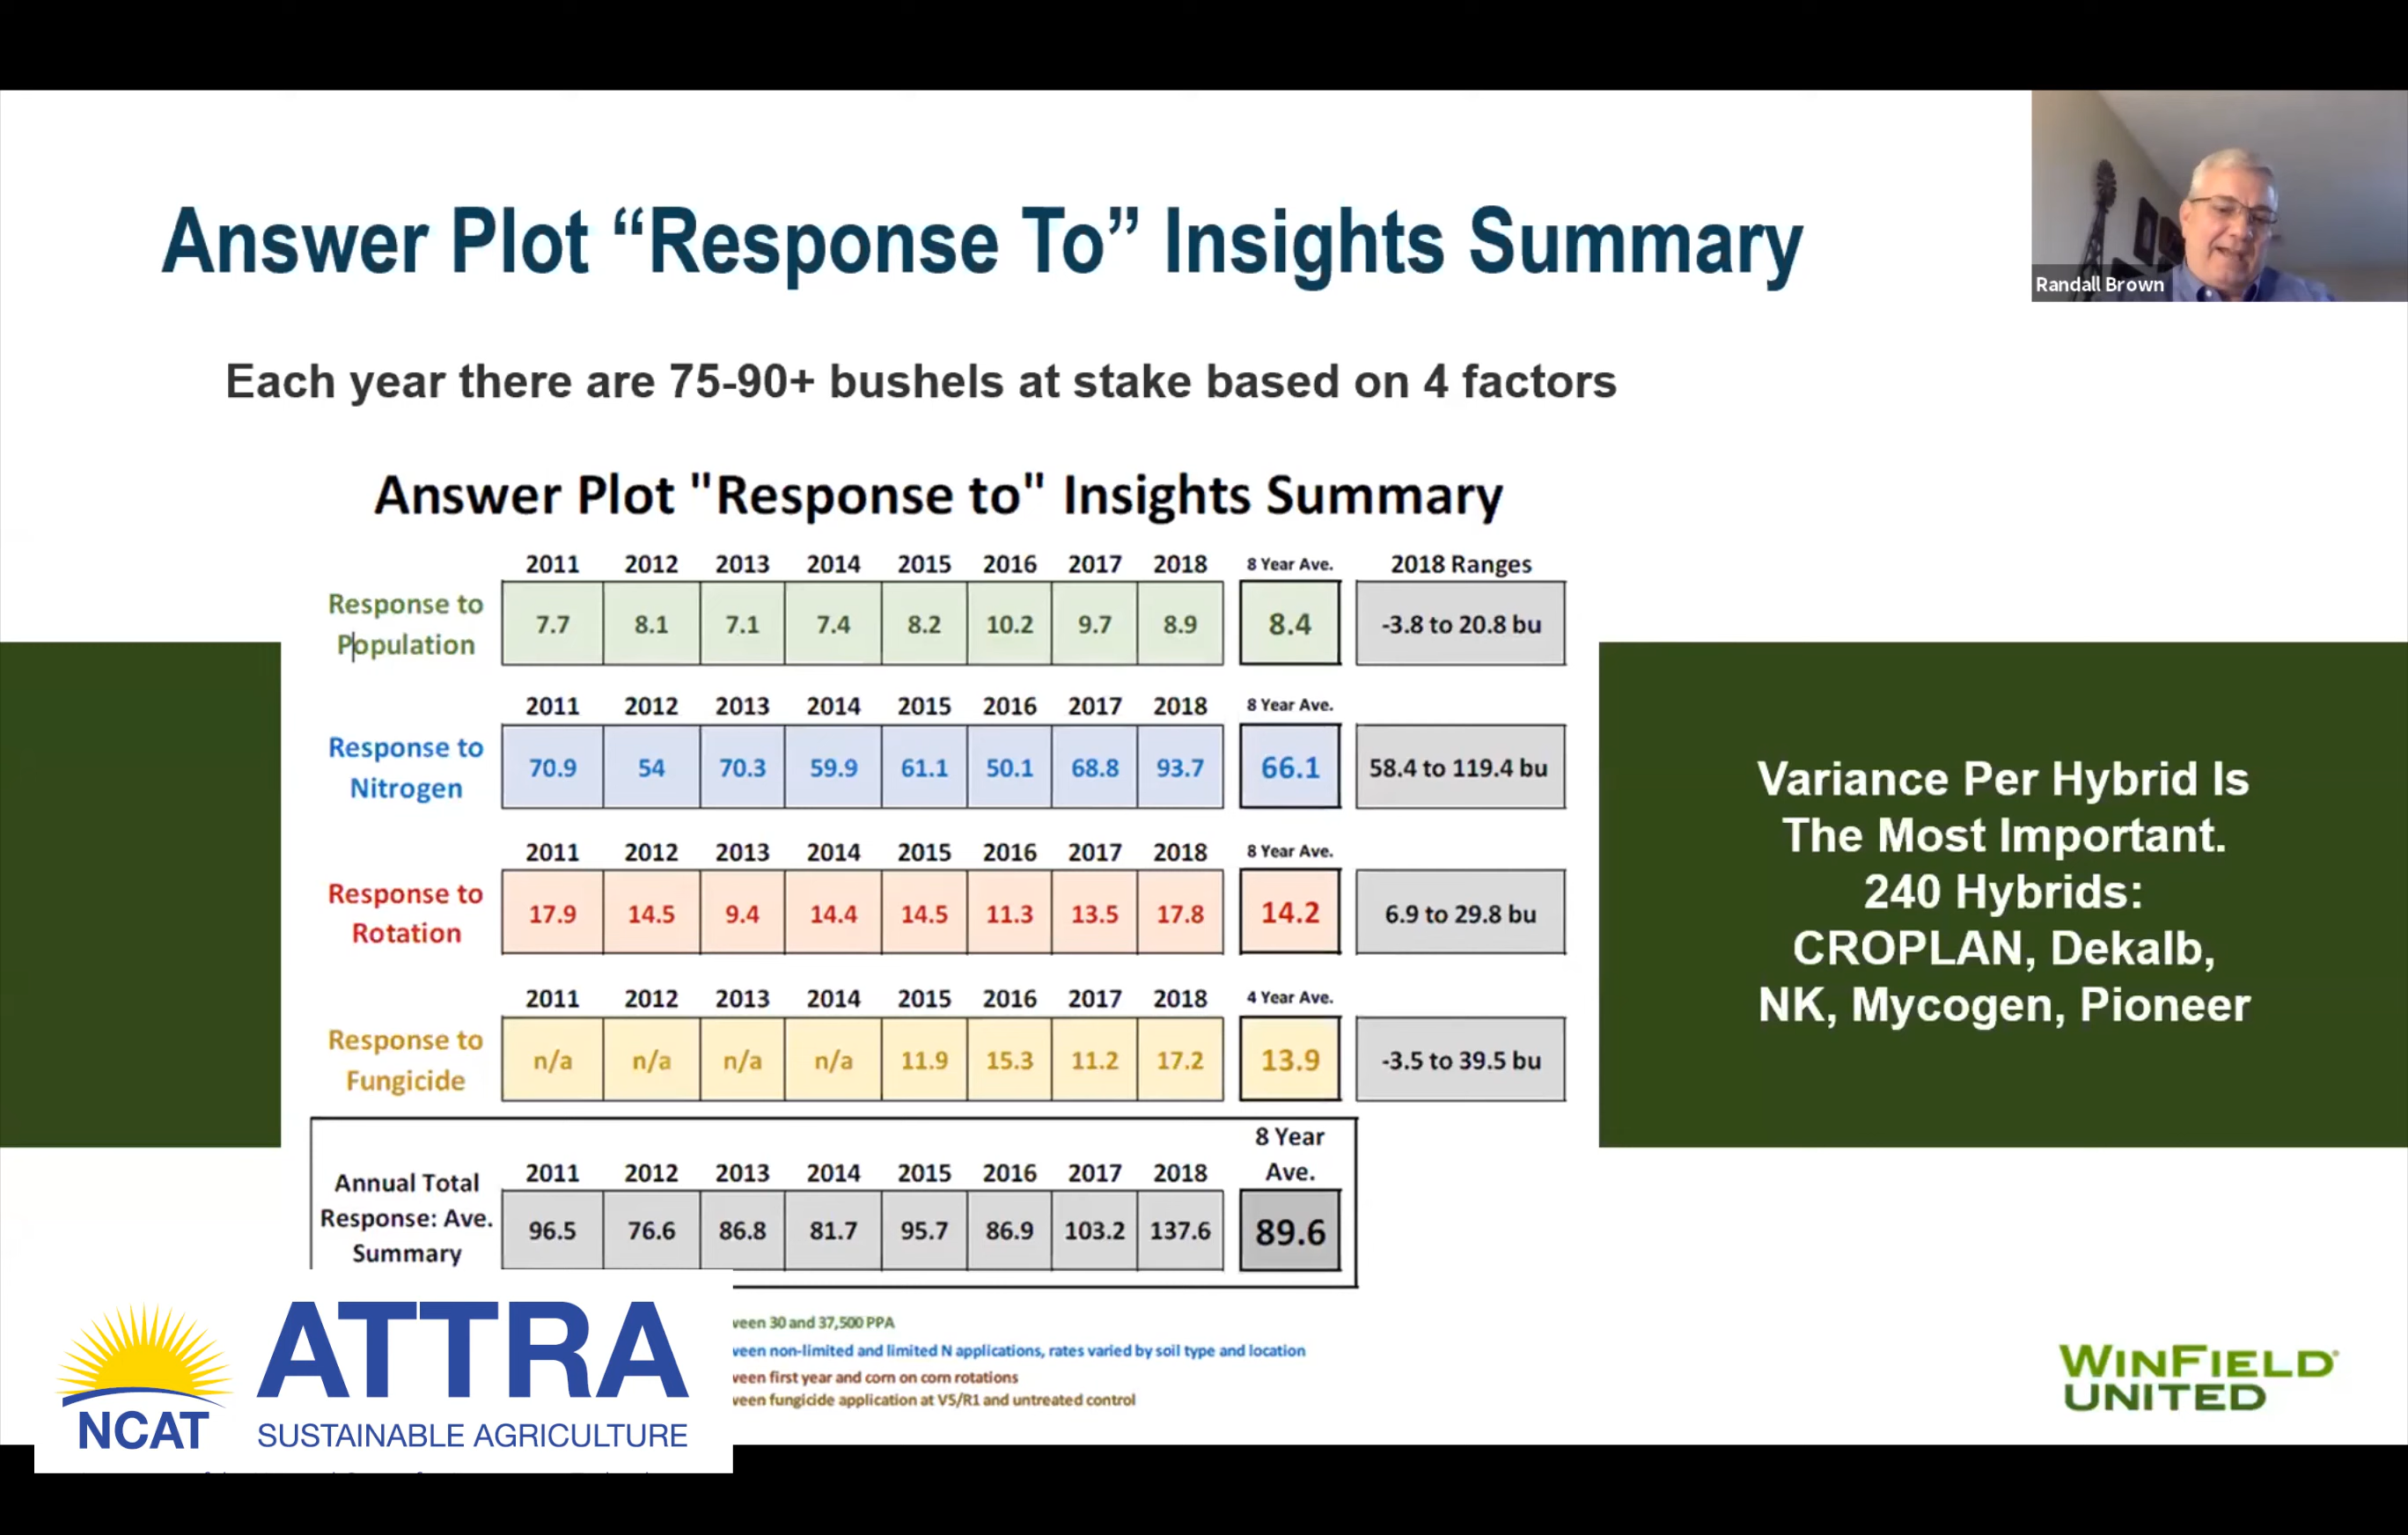 Answer Plot “Response To” Insights Summary
Randall Brown
Each year there are 75-90+ bushels at stake based on 4 factors
Answer Plot "Response to" Insights Summary
2011 2012 2013 2014 2015 2016 2017 2018 8 Year Ave. 2018 Ranges
Response to
Population
7.7 8.1 7.1 7.4 8.2 10.2 9.7 8.9 8.4 -3.8 to 20.8 bu
2011 2012 2013 2014 2015 2016 2017 2018 8 Year Ave.
Response to
Nitrogen
70.9 54 70.3 59.9 61.1 50.1 68.8 93.7 66.1 58.4 to 119.4 bu
2011 2012 2013 2014 2015 2016 2017 2018 8 Year Ave.
Response to
Rotation
17.9 14.5 9.4 14.4 14.5 11.3 13.5 17.8 14.2 6.9 to 29.8 bu
2011 2012 2013 2014 2015 2016 2017 2018 4 Year Ave.
Response to
Fungicide
n/a n/a n/a n/a 11.9 15.3 11.2 17.2 13.9 -3.5 to 39.5 bu
2011 2012 2013 2014 2015 2016 2017 2018 8 Year
Ave.
Annual Total
Response: Ave.
Summary
96.5 76.6 86.8 81.7 95.7 86.9 103.2 137.6 89.6
Variance Per Hybrid Is
The Most Important.
240 Hybrids:
CROPLAN, Dekalb,
NK, Mycogen, Pioneer
veen 30 and 37,500 PPA
veen non-limited and limited N applications, rates varied by soil type and location
veen first year and corn on corn rotations
veen fungicide application at V5/R1 and untreated control
NCAT
ATTRA
SUSTAINABLE AGRICULTURE
WINFIELD
UNITED